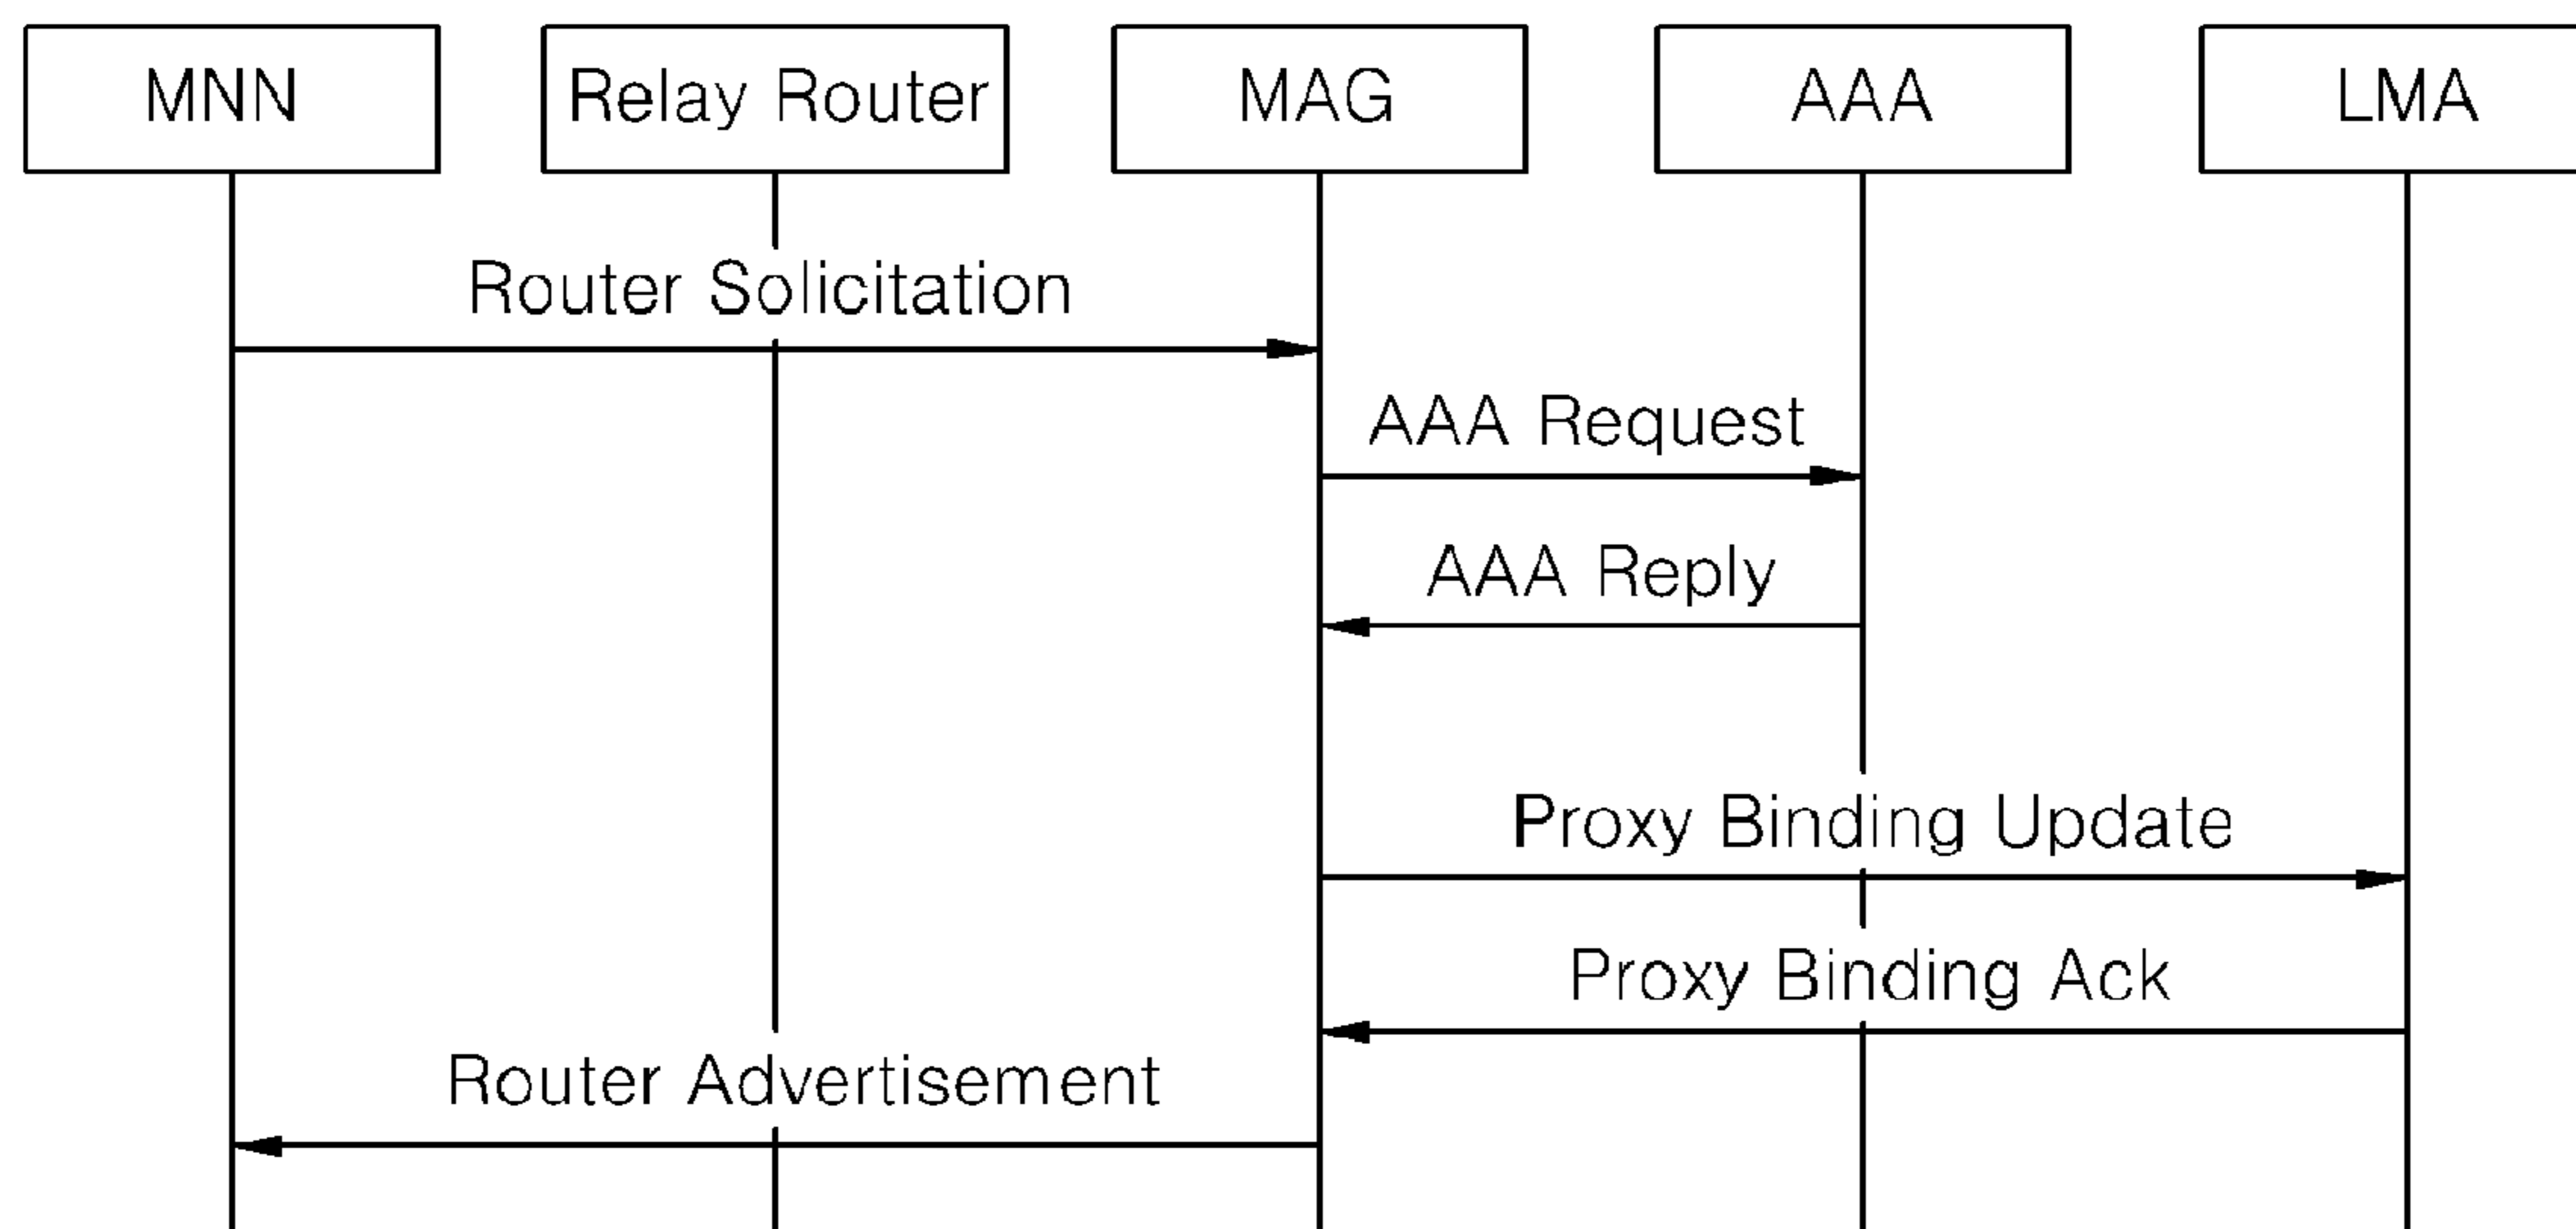 MNN
Relay Router
MAG
AAA
LMA
Router Solicitation
AAA Request
AAA Reply
Proxy Binding Update
Proxy Binding Ack
Router Advertisement